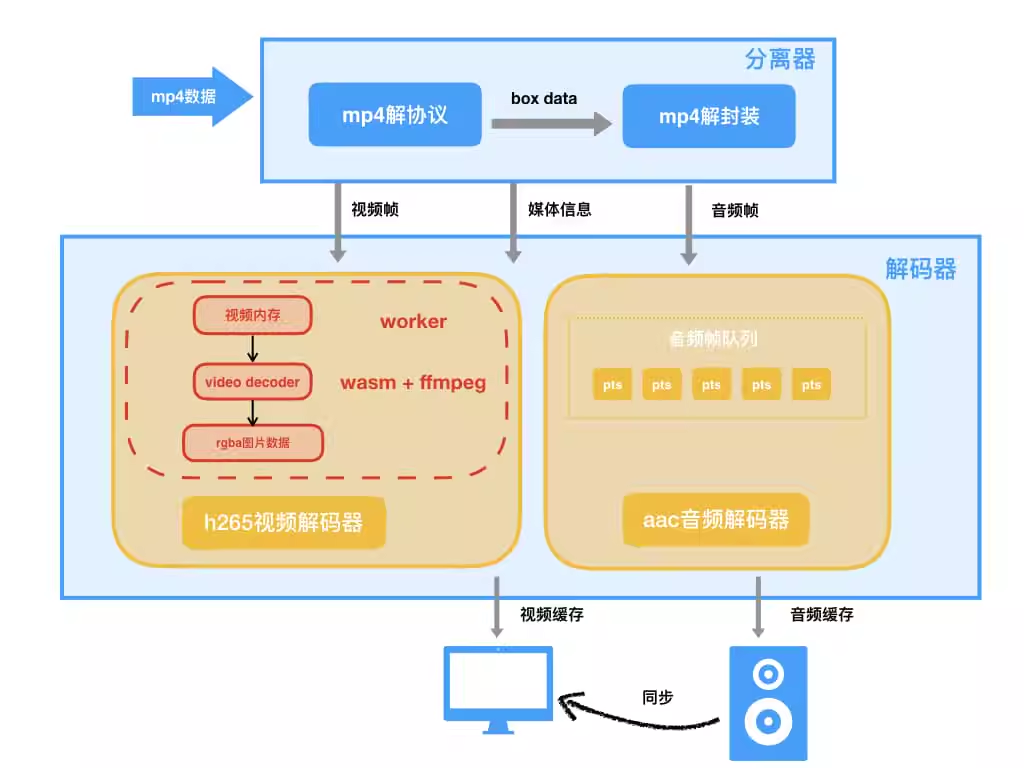 分离器
mp4数据
mp4解协议
box data
mp4解封装
视频帧
媒体信息
音频帧
解码器
视频内存
worker
video decoder
wasm + ffmpeg
rgba图片数据
h265视频解码器
音频帧队列
pts pts pts pts pts
aac音频解码器
视频缓存
音频缓存
同步